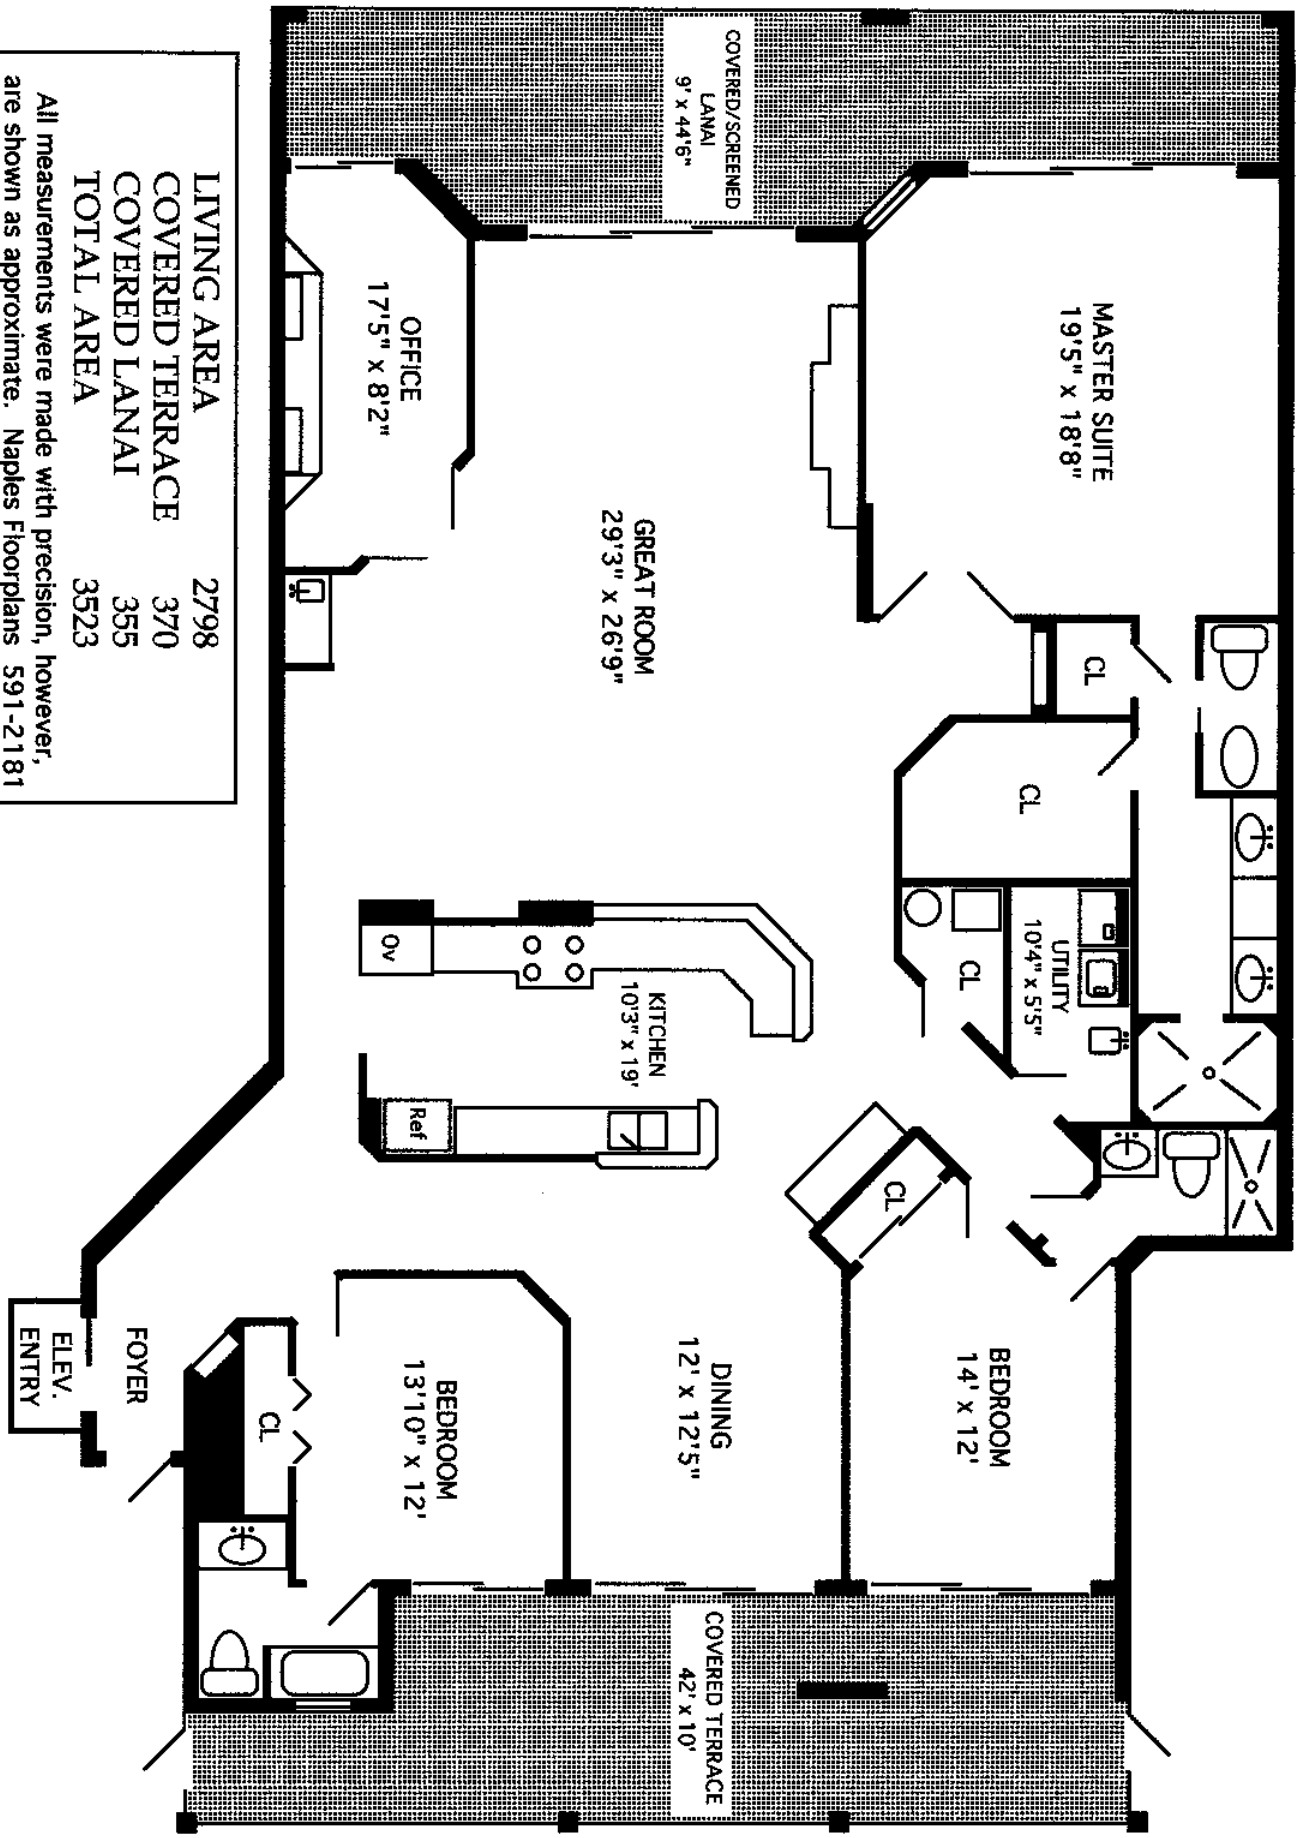 COVERED/SCREENED
LANAI
9' x 44'6"
MASTER SUITE
19'5" x 18'8"
OFFICE
17'5" x 8'2"
GREAT ROOM
29'3" x 26'9"
CL
CL
CL
UTILITY
10'4" x 5'5"
Ov
KITCHEN
10'3" x 19'
Ref
CL
BEDROOM
14' x 12'
DINING
12' x 12'5"
BEDROOM
13'10" x 12'
CL
FOYER
ELEV.
ENTRY
COVERED TERRACE
42' x 10'
LIVING AREA 2798
COVERED TERRACE 370
COVERED LANAI 355
TOTAL AREA 3523
All measurements were made with precision, however,
are shown as approximate. Naples Floorplans 591-2181